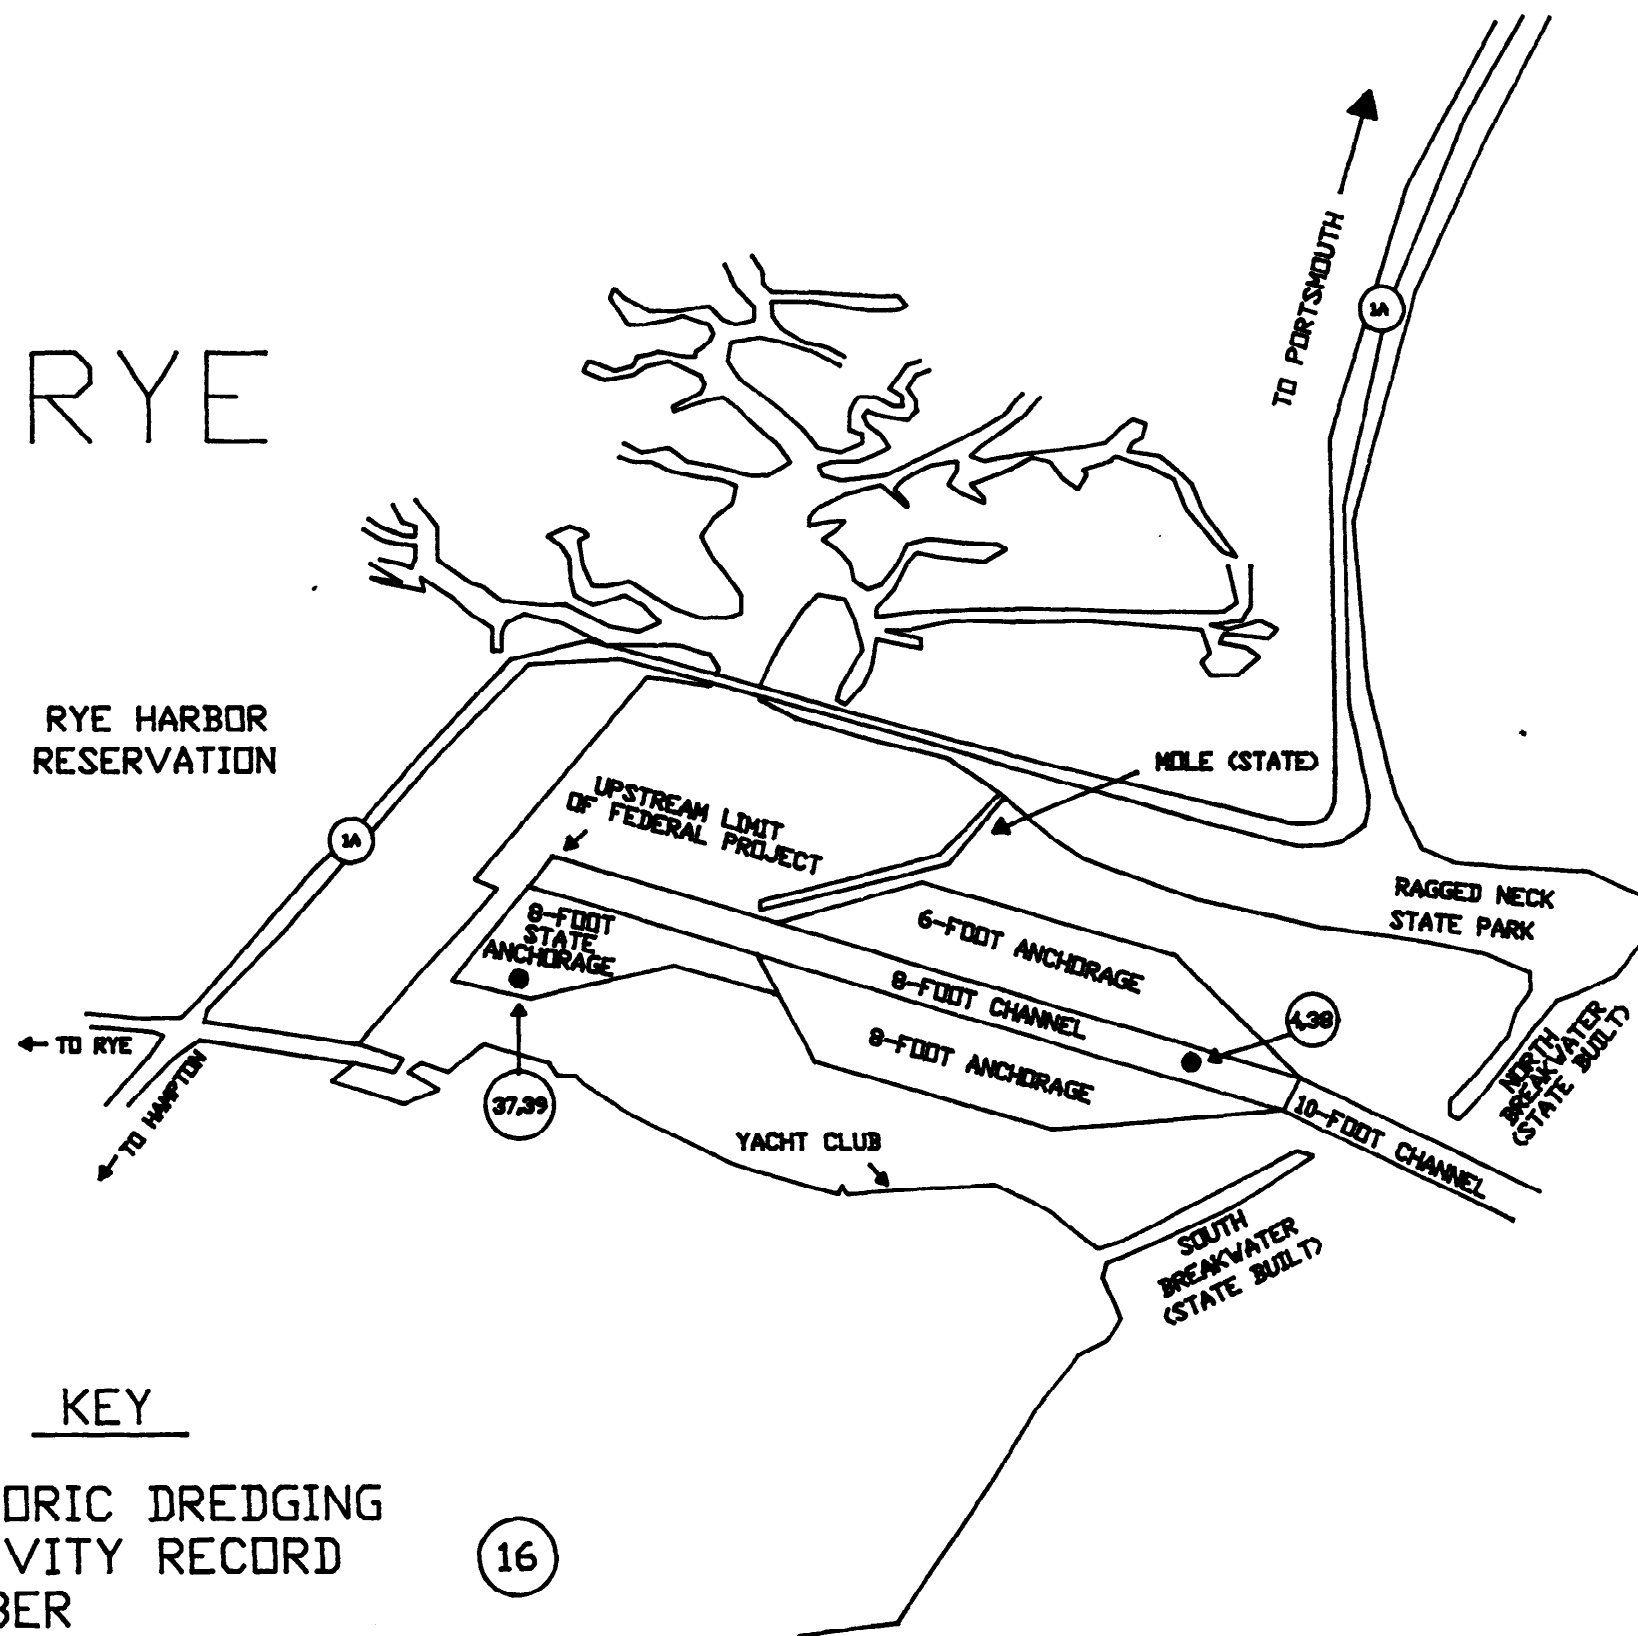 TO PORTSMOUTH
1A
RYE
RYE HARBOR
RESERVATION
MOLE (STATE)
UPSTREAM LIMIT
OF FEDERAL PROJECT
1A
RAGGED NECK
STATE PARK
8-FOOT
STATE
ANCHORAGE
6-FOOT ANCHORAGE
8-FOOT CHANNEL
4,38
8-FOOT ANCHORAGE
NORTH
BREAKWATER
(STATE BUILT)
TO RYE
TO HAMPTON
37,39
10-FOOT CHANNEL
YACHT CLUB
SOUTH
BREAKWATER
(STATE BUILT)
KEY
ORIC DREDGING
VITY RECORD
BER
16